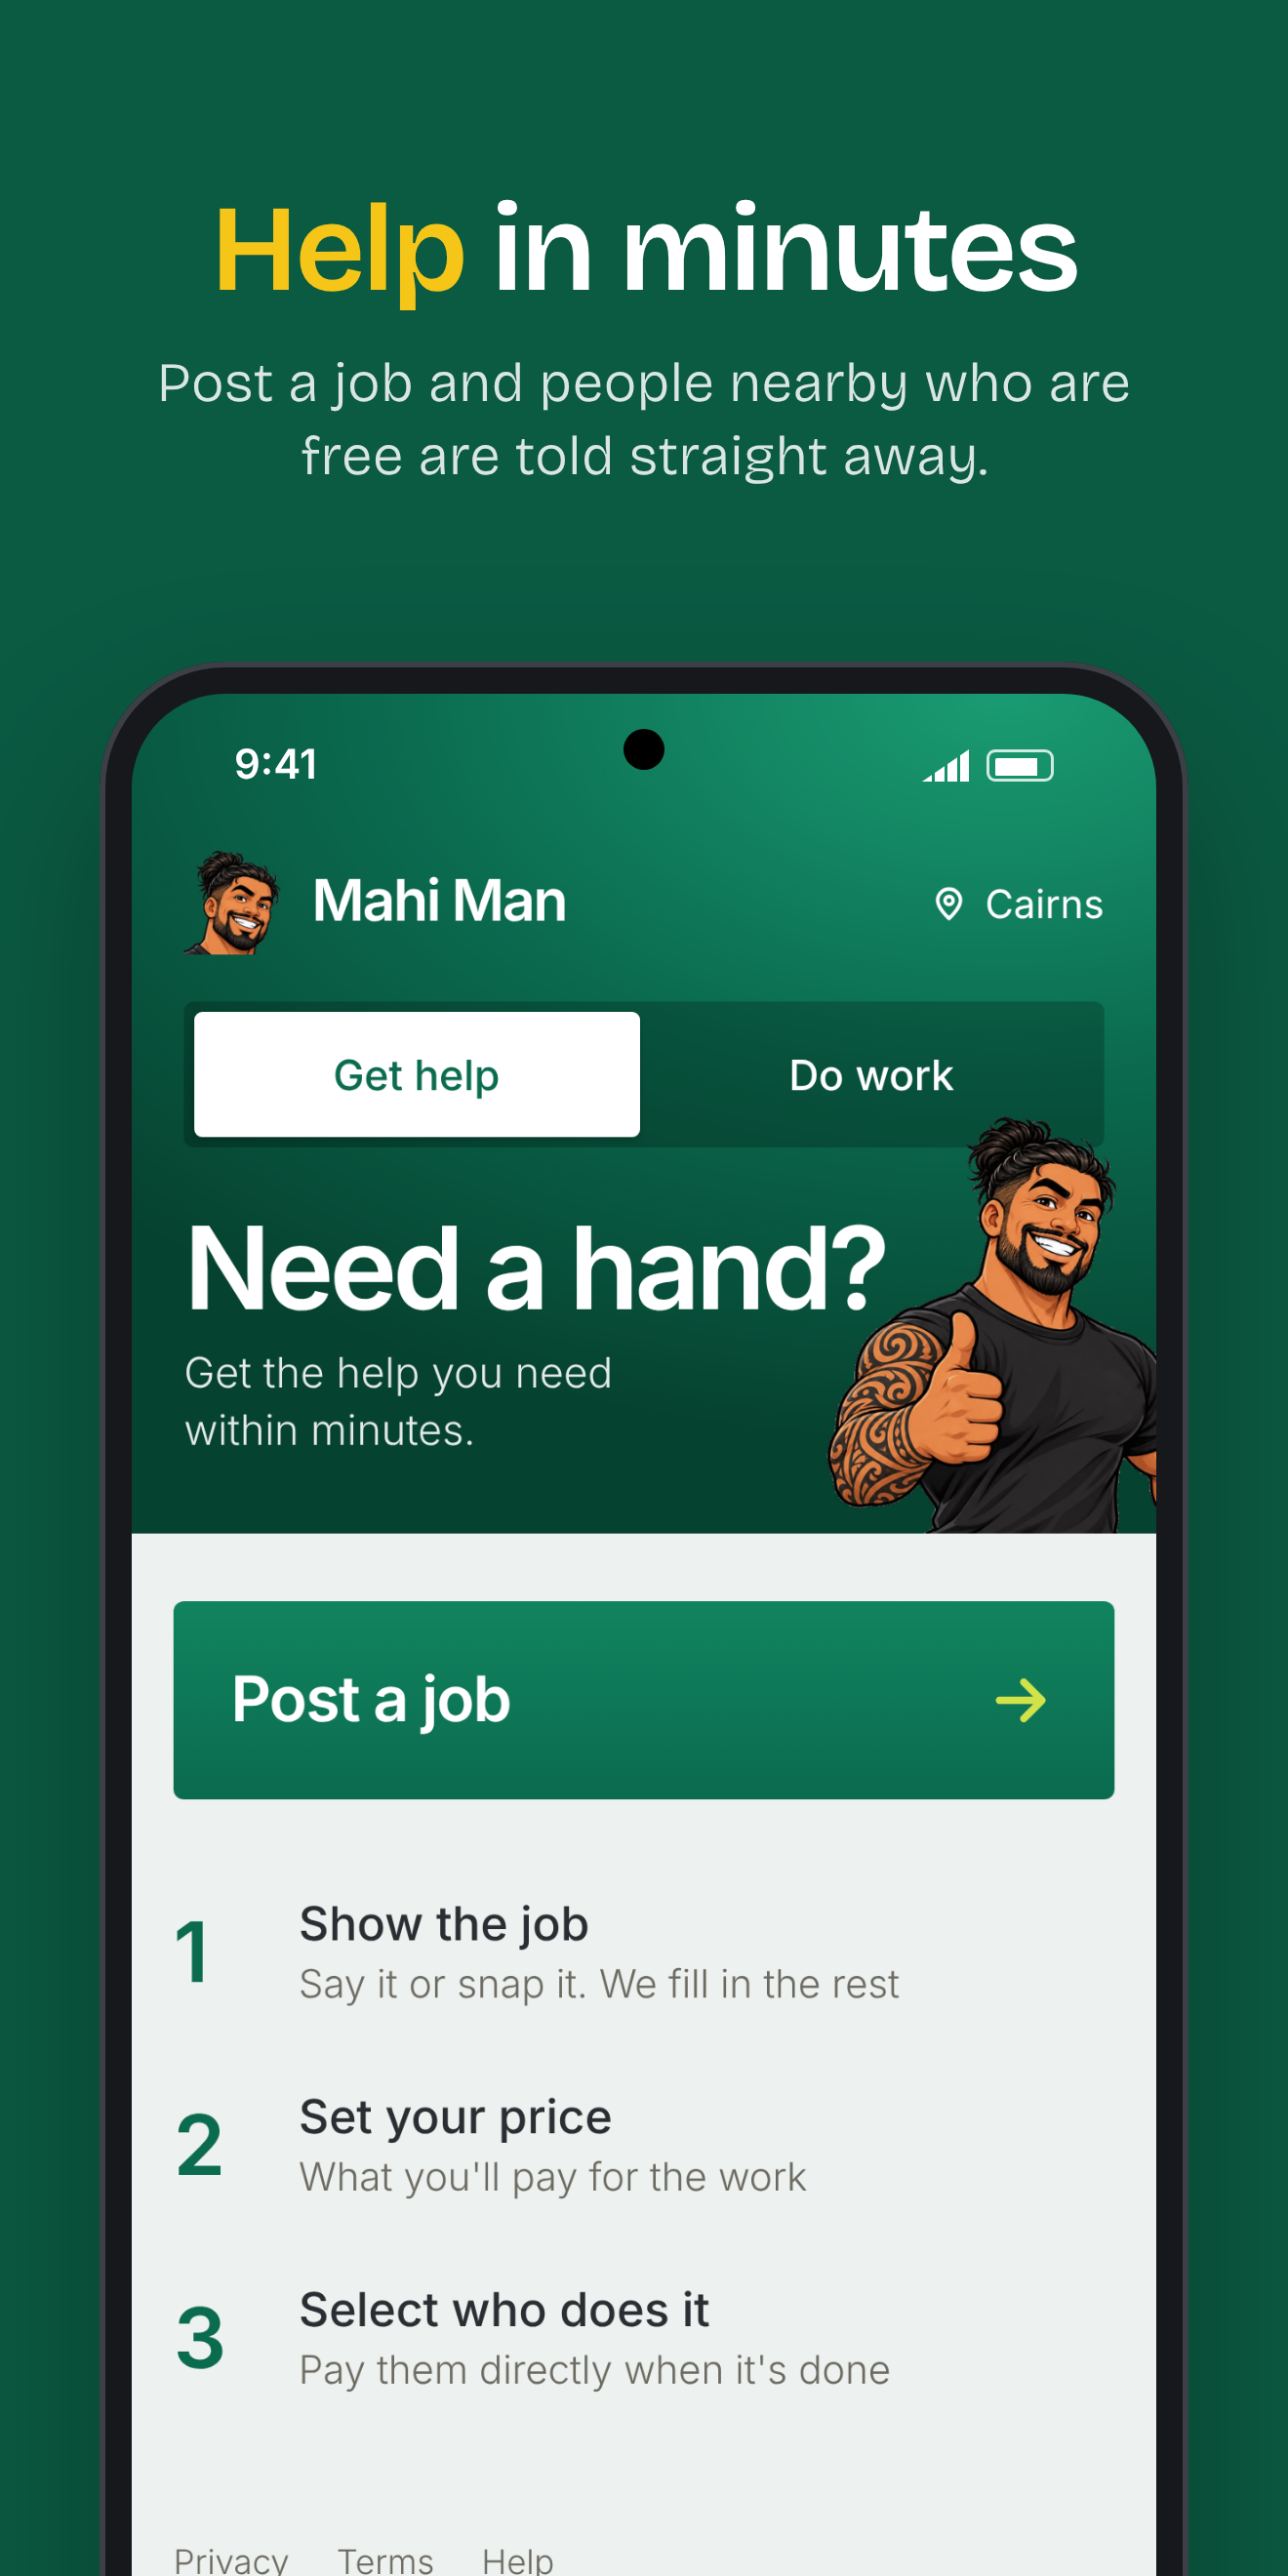 Help in minutes
Post a job and people nearby who are
free are told straight away.
9:41
Mahi Man
Cairns
Get help
Do work
Need a hand?
Get the help you need
within minutes.
Post a job
1
Show the job
Say it or snap it. We fill in the rest
2
Set your price
What you'll pay for the work
3
Select who does it
Pay them directly when it's done
Privacy Terms Help